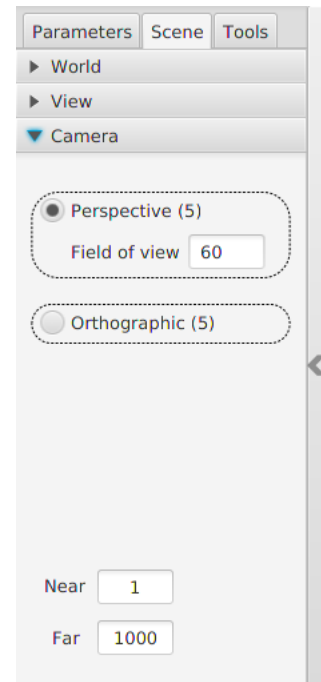 Parameters Scene Tools
World
View
Camera
Perspective (5)
Field of view 60
Orthographic (5)
Near 1
Far 1000